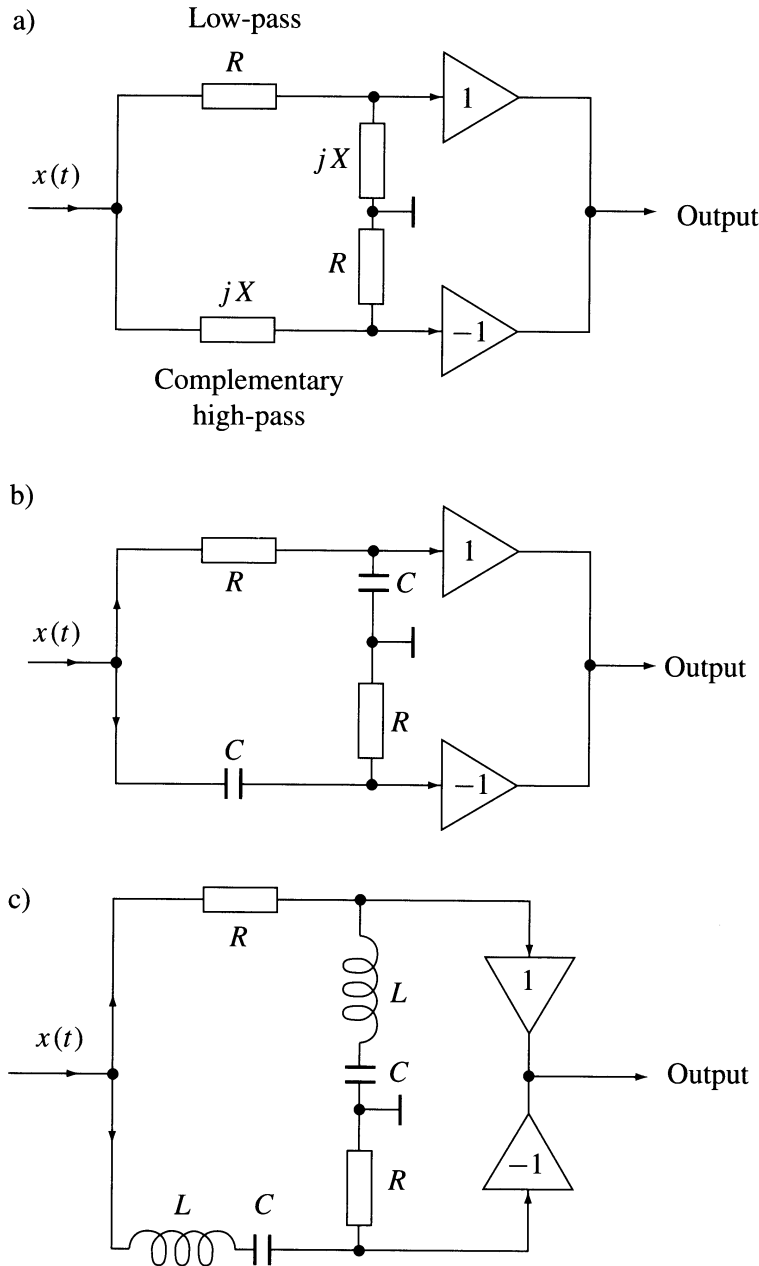 a)
Low-pass
R
1
jX
x(t)
Output
R
jX
−1
Complementary
high-pass
b)
1
R
C
x(t)
Output
R
C
−1
c)
R
1
L
x(t)
C
Output
−1
R
L
C